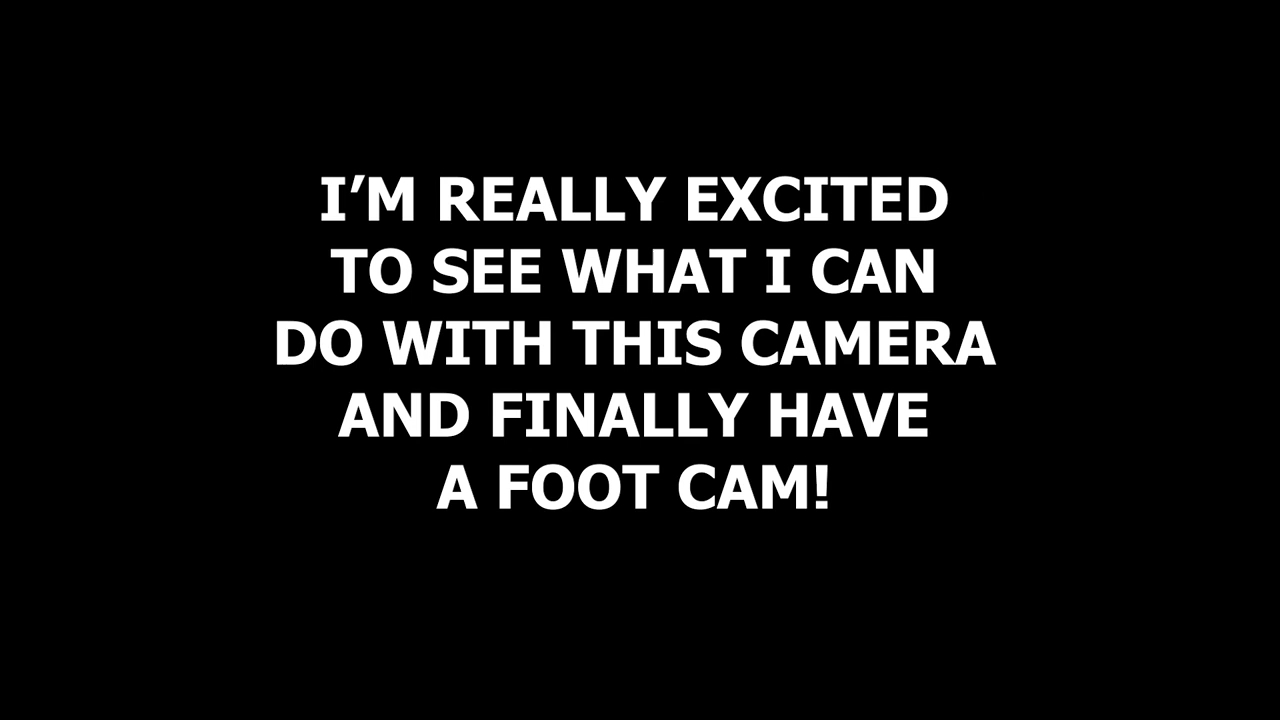 I’M REALLY EXCITED
TO SEE WHAT I CAN
DO WITH THIS CAMERA
AND FINALLY HAVE
A FOOT CAM!